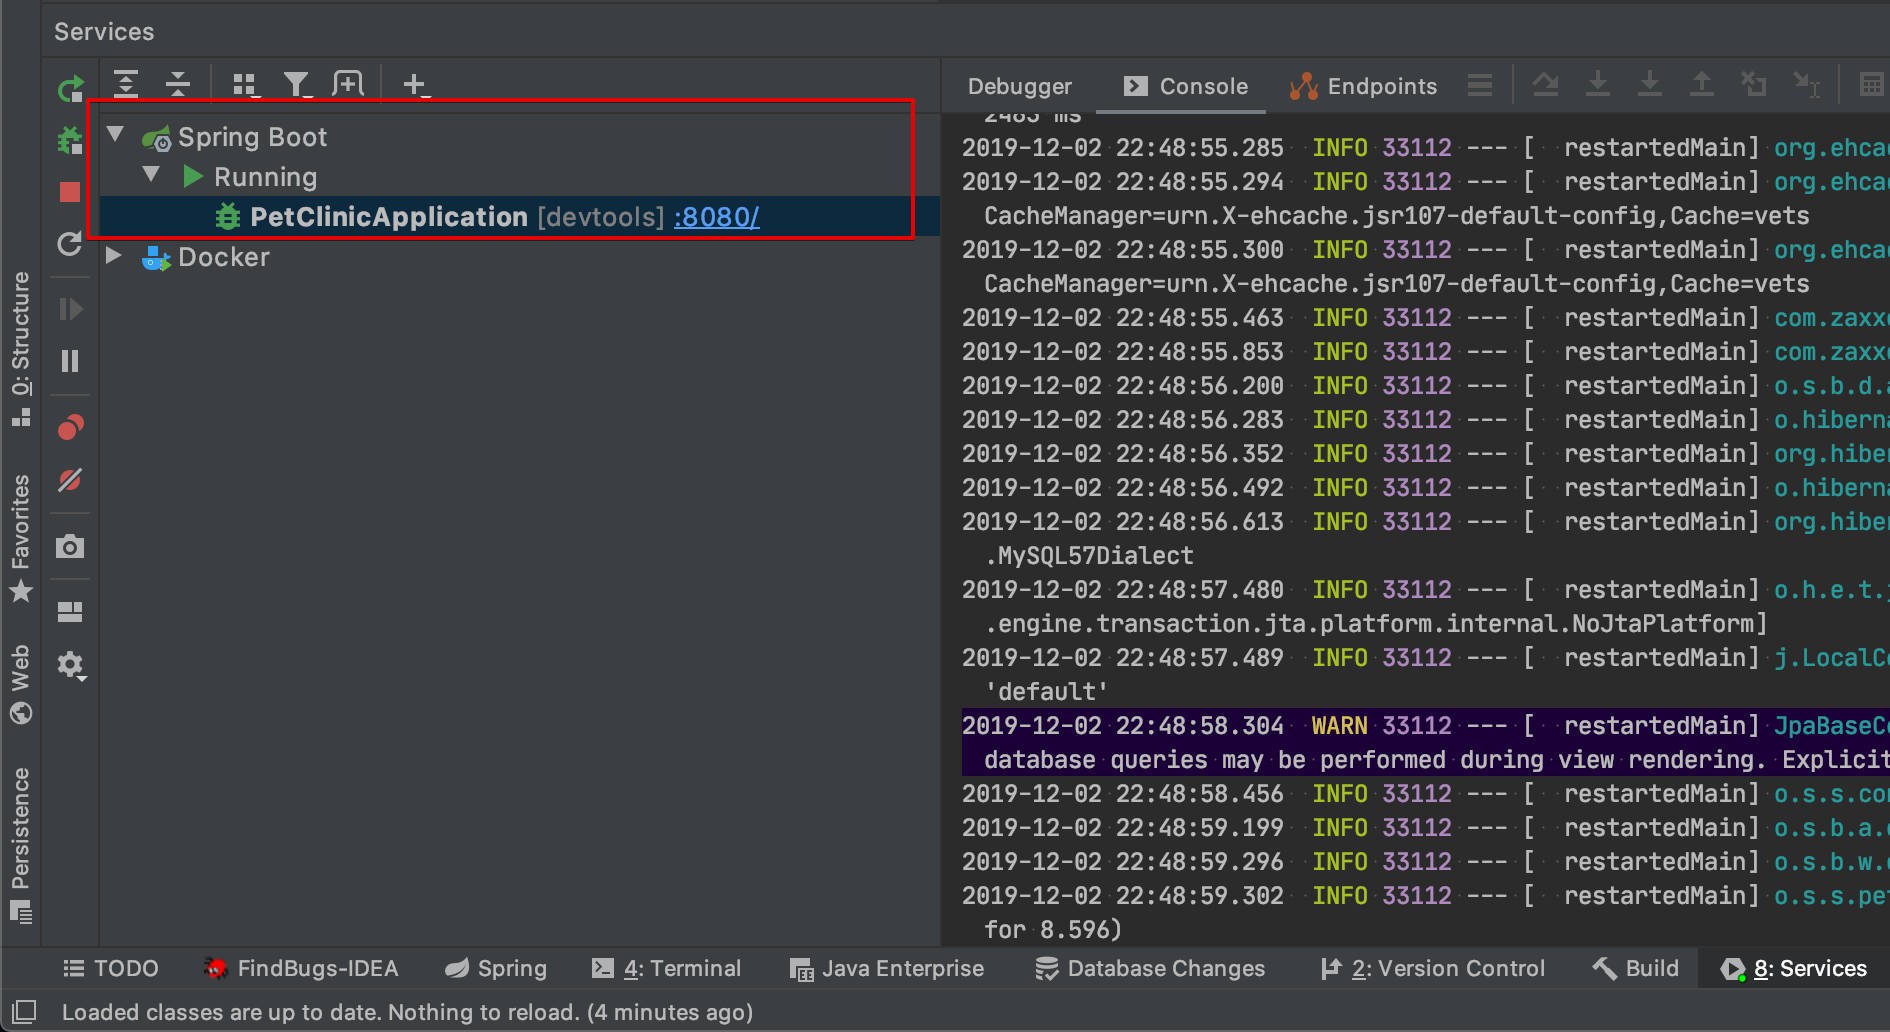 Services
Debugger
Console
Endpoints
Spring Boot
Running
PetClinicApplication [devtools] :8080/
Docker
0: Structure
Favorites
Web
Persistence
2463 ms
2019-12-02 22:48:55.285 INFO 33112 --- [ restartedMain] org.ehca
2019-12-02 22:48:55.294 INFO 33112 --- [ restartedMain] org.ehca
CacheManager=urn.X-ehcache.jsr107-default-config,Cache=vets
2019-12-02 22:48:55.300 INFO 33112 --- [ restartedMain] org.ehca
CacheManager=urn.X-ehcache.jsr107-default-config,Cache=vets
2019-12-02 22:48:55.463 INFO 33112 --- [ restartedMain] com.zaxx
2019-12-02 22:48:55.853 INFO 33112 --- [ restartedMain] com.zaxx
2019-12-02 22:48:56.200 INFO 33112 --- [ restartedMain] o.s.b.d.a
2019-12-02 22:48:56.283 INFO 33112 --- [ restartedMain] o.hiberna
2019-12-02 22:48:56.352 INFO 33112 --- [ restartedMain] org.hiber
2019-12-02 22:48:56.492 INFO 33112 --- [ restartedMain] o.hiberna
2019-12-02 22:48:56.613 INFO 33112 --- [ restartedMain] org.hiber
.MySQL57Dialect
2019-12-02 22:48:57.480 INFO 33112 --- [ restartedMain] o.h.e.t.j
.engine.transaction.jta.platform.internal.NoJtaPlatform]
2019-12-02 22:48:57.489 INFO 33112 --- [ restartedMain] j.LocalCo
'default'
2019-12-02 22:48:58.304 WARN 33112 --- [ restartedMain] JpaBaseCo
database queries may be performed during view rendering. Explicit
2019-12-02 22:48:58.456 INFO 33112 --- [ restartedMain] o.s.s.con
2019-12-02 22:48:59.199 INFO 33112 --- [ restartedMain] o.s.b.a.e
2019-12-02 22:48:59.296 INFO 33112 --- [ restartedMain] o.s.b.w.e
2019-12-02 22:48:59.302 INFO 33112 --- [ restartedMain] o.s.s.pet
for 8.596)
TODO
FindBugs-IDEA
Spring
4: Terminal
Java Enterprise
Database Changes
2: Version Control
Build
8: Services
Loaded classes are up to date. Nothing to reload. (4 minutes ago)